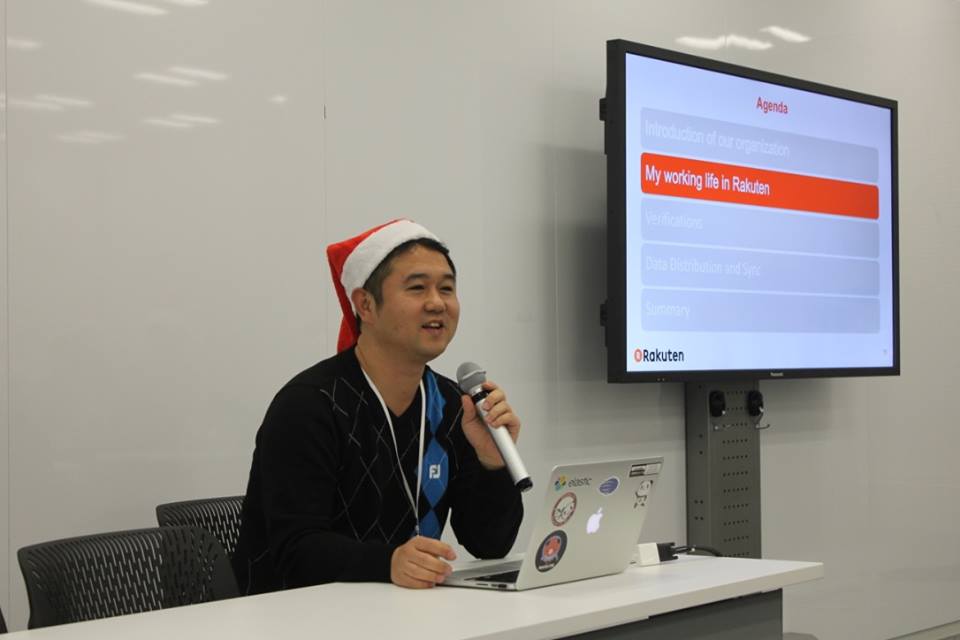 Agenda
Introduction of our organization
My working life in Rakuten
Verifications
Data Distribution and Sync
Summary
Rakuten
Panasonic
elastic
FJ